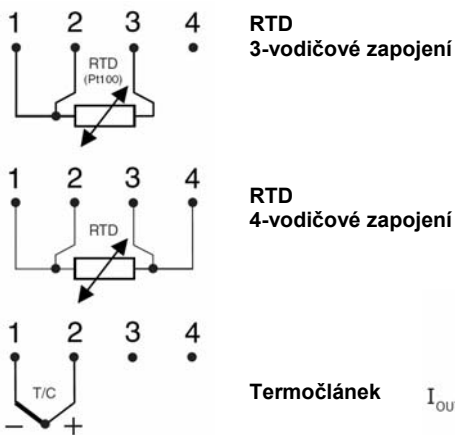 1 2 3 4
RTD
3-vodičové zapojení
RTD
(Pt100)
1 2 3 4
RTD
4-vodičové zapojení
RTD
1 2 3 4
T/C
− +
Termočlánek